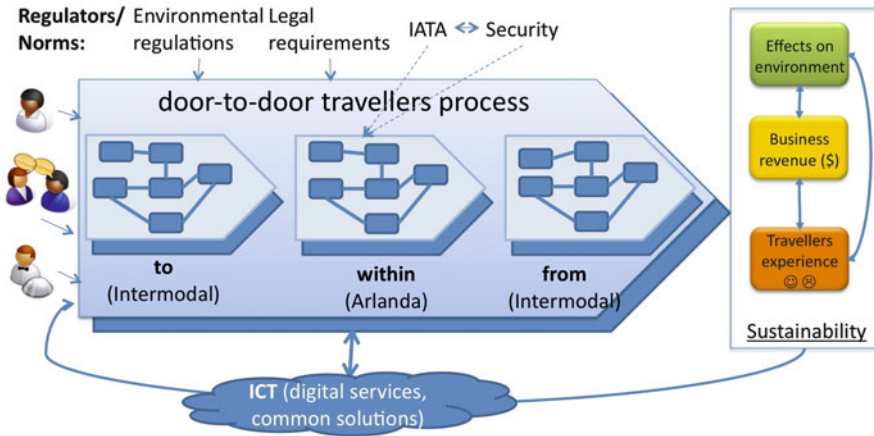 Regulators/ Environmental Legal
Norms: regulations requirements
IATA Security
door-to-door travellers process
to
(Intermodal)
within
(Arlanda)
from
(Intermodal)
ICT (digital services,
common solutions)
Effects on
environment
Business
revenue ($)
Travellers
experience
☺ ☹
Sustainability